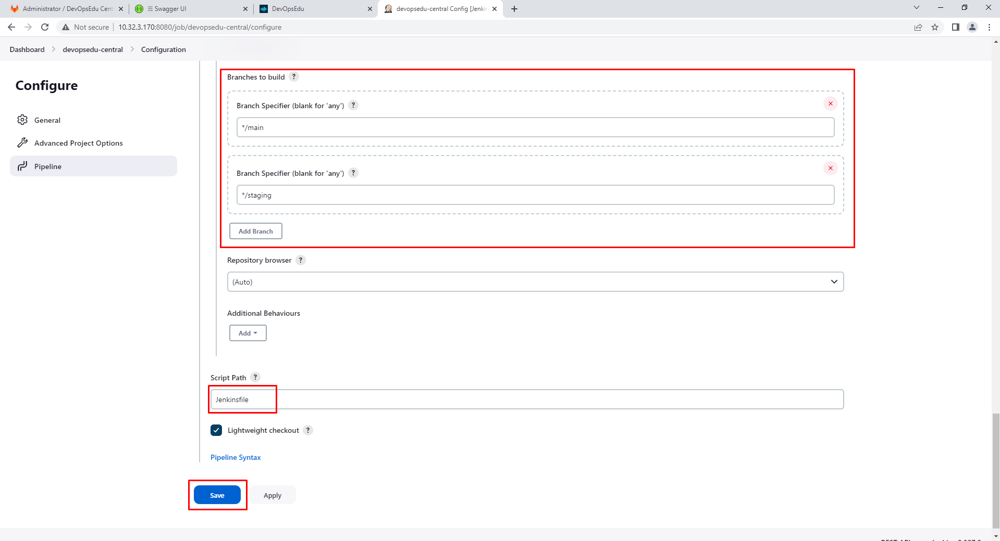 Administrator / DevOpsEdu Cent
Swagger UI
DevOpsEdu
devopsedu-central Config [Jenki
Not secure
10.32.3.170:8080/job/devopsedu-central/configure
Dashboard
devopsedu-central
Configuration
Configure
General
Advanced Project Options
Pipeline
Branches to build ?
Branch Specifier (blank for 'any') ?
*/main
Branch Specifier (blank for 'any') ?
*/staging
Add Branch
Repository browser ?
(Auto)
Additional Behaviours
Add
Script Path ?
Jenkinsfile
Lightweight checkout ?
Pipeline Syntax
Save
Apply